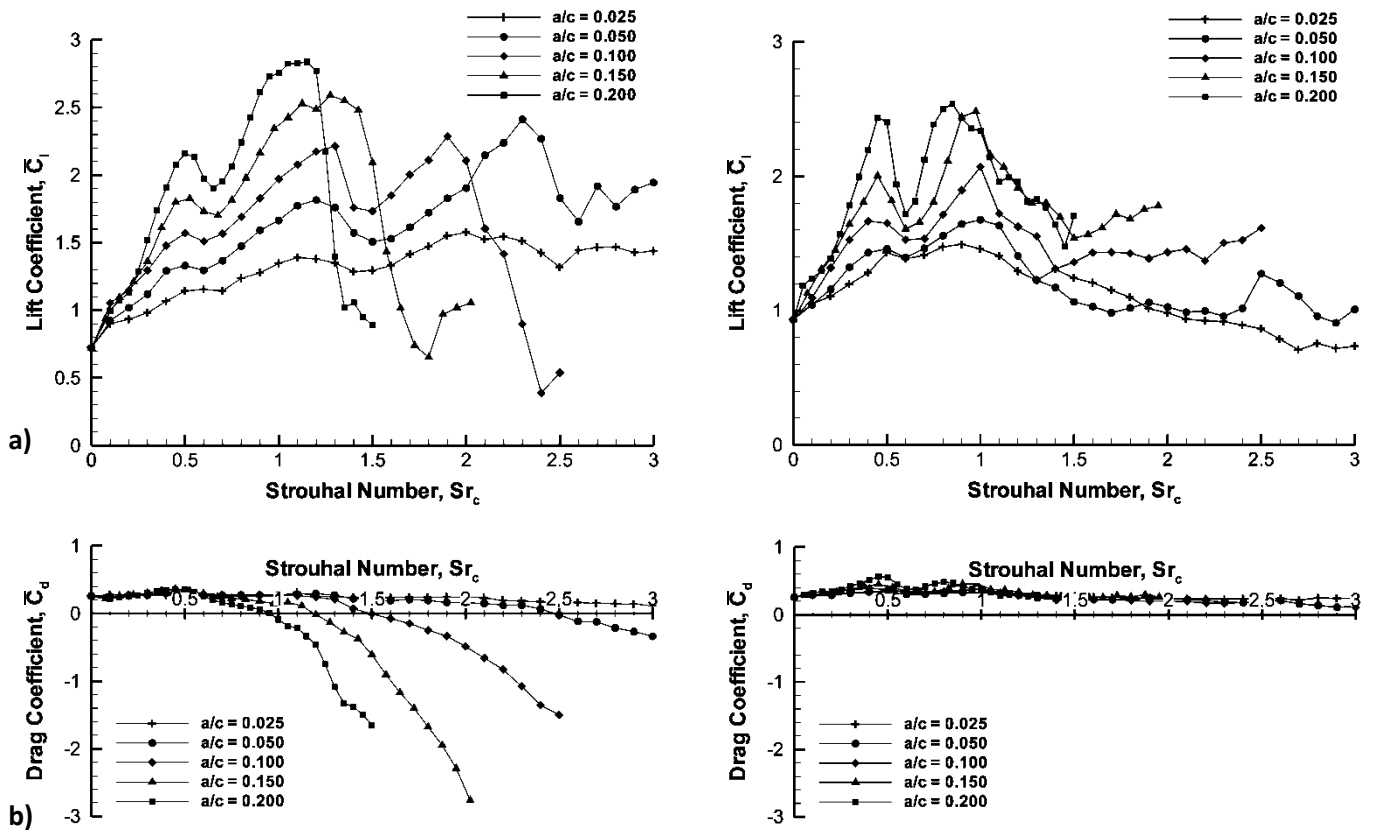 a/c = 0.025
a/c = 0.050
a/c = 0.100
a/c = 0.150
a/c = 0.200
3
2.5
2
1.5
1
0.5
0
Lift Coefficient, C̅l
0 0.5 1 1.5 2 2.5 3
Strouhal Number, Src
a)
a/c = 0.025
a/c = 0.050
a/c = 0.100
a/c = 0.150
a/c = 0.200
3
2
1
0
Lift Coefficient, C̅l
0 0.5 1 1.5 2 2.5 3
Strouhal Number, Src
1
0
-1
-2
-3
Drag Coefficient, C̅d
Strouhal Number, Src
0.5 1 1.5 2 2.5 3
a/c = 0.025
a/c = 0.050
a/c = 0.100
a/c = 0.150
a/c = 0.200
b)
1
0
-1
-2
-3
Drag Coefficient, C̅d
Strouhal Number, Src
0.5 1 1.5 2 2.5 3
a/c = 0.025
a/c = 0.050
a/c = 0.100
a/c = 0.150
a/c = 0.200